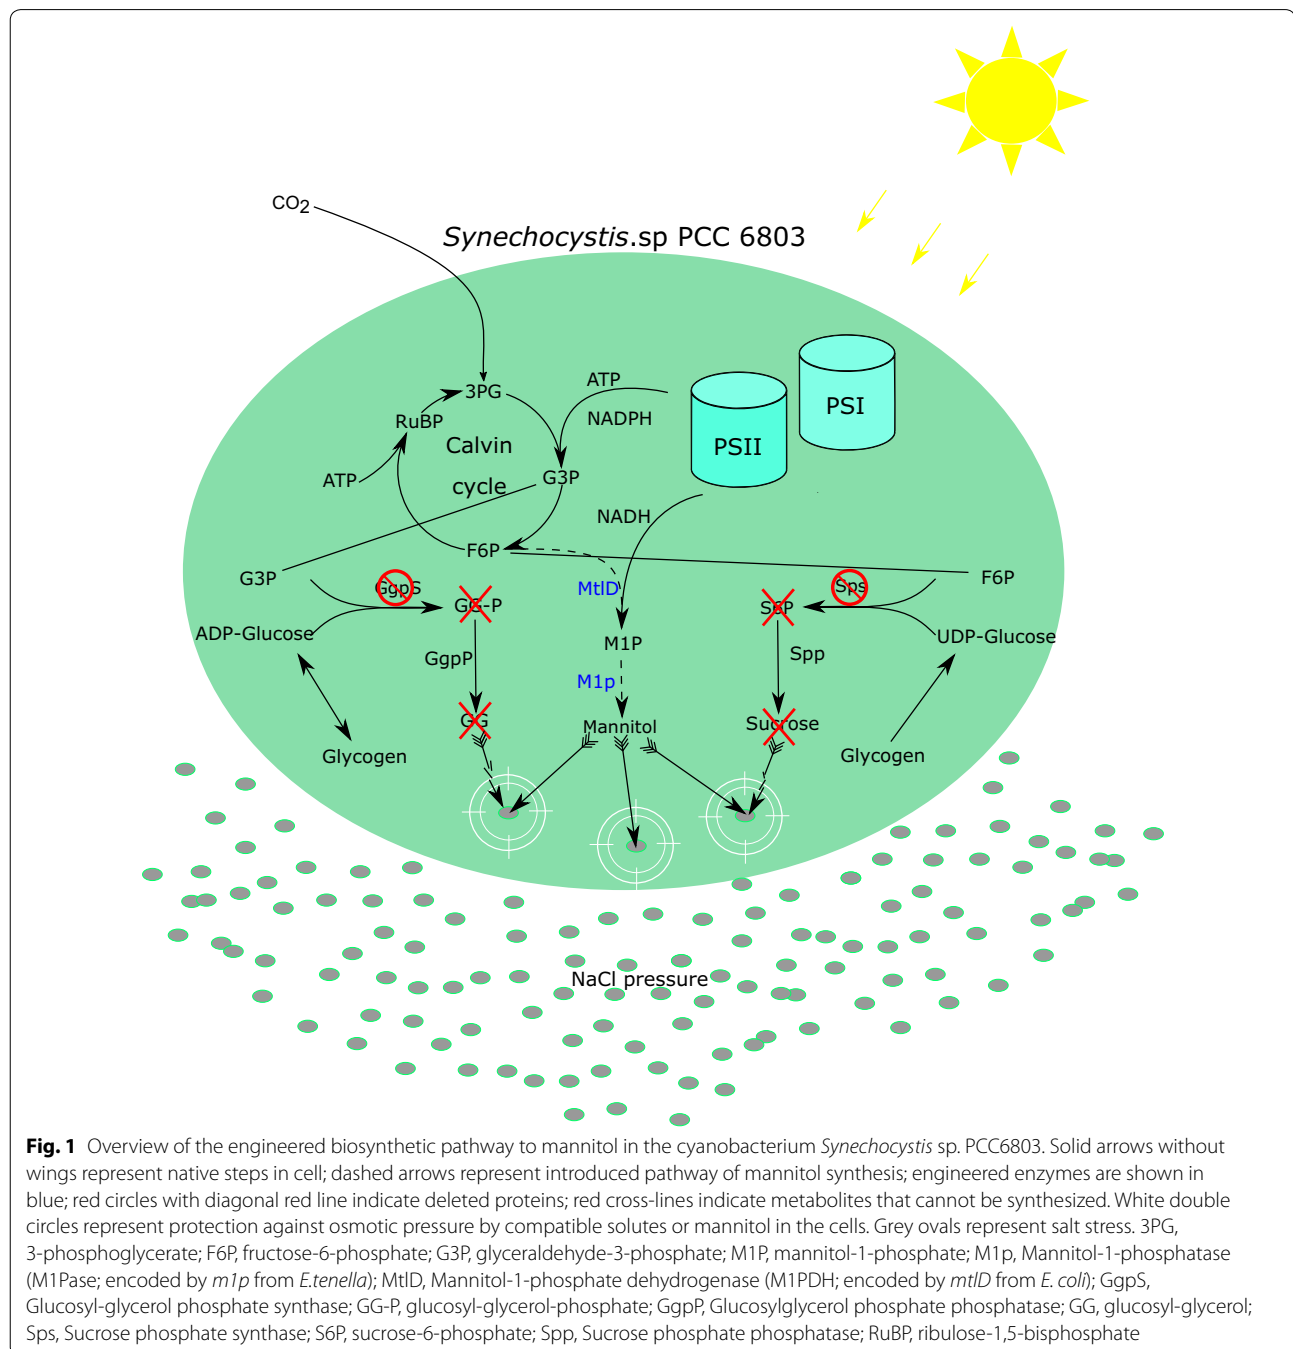 CO2
Synechocystis.sp PCC 6803
ATP
3PG
NADPH
PSI
RuBP
Calvin
PSII
ATP
cycle
G3P
NADH
F6P
G3P
GgpS
MtlD
Sps
F6P
GG-P
S6P
ADP-Glucose
M1P
UDP-Glucose
GgpP
Spp
M1p
GG
Mannitol
Sucrose
Glycogen
Glycogen
NaCl pressure
Fig. 1 Overview of the engineered biosynthetic pathway to mannitol in the cyanobacterium Synechocystis sp. PCC6803. Solid arrows without
wings represent native steps in cell; dashed arrows represent introduced pathway of mannitol synthesis; engineered enzymes are shown in
blue; red circles with diagonal red line indicate deleted proteins; red cross-lines indicate metabolites that cannot be synthesized. White double
circles represent protection against osmotic pressure by compatible solutes or mannitol in the cells. Grey ovals represent salt stress. 3PG,
3-phosphoglycerate; F6P, fructose-6-phosphate; G3P, glyceraldehyde-3-phosphate; M1P, mannitol-1-phosphate; M1p, Mannitol-1-phosphatase
(M1Pase; encoded by m1p from E.tenella); MtlD, Mannitol-1-phosphate dehydrogenase (M1PDH; encoded by mtlD from E. coli); GgpS,
Glucosyl-glycerol phosphate synthase; GG-P, glucosyl-glycerol-phosphate; GgpP, Glucosylglycerol phosphate phosphatase; GG, glucosyl-glycerol;
Sps, Sucrose phosphate synthase; S6P, sucrose-6-phosphate; Spp, Sucrose phosphate phosphatase; RuBP, ribulose-1,5-bisphosphate